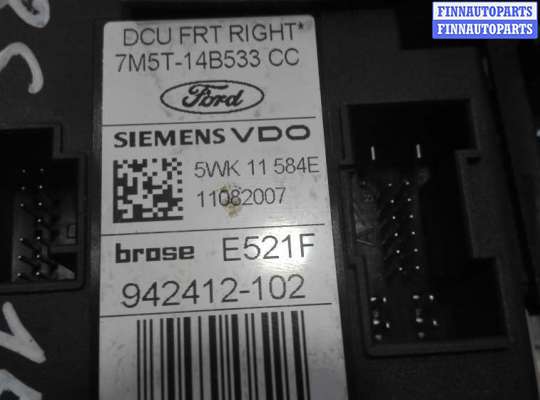 FINNAUTOPARTS
FINNAUTOPARTS
DCU FRT RIGHT*
7M5T-14B533 CC
Ford
SIEMENS VDO
5WK 11 584E
11082007
brose E521F
942412-102